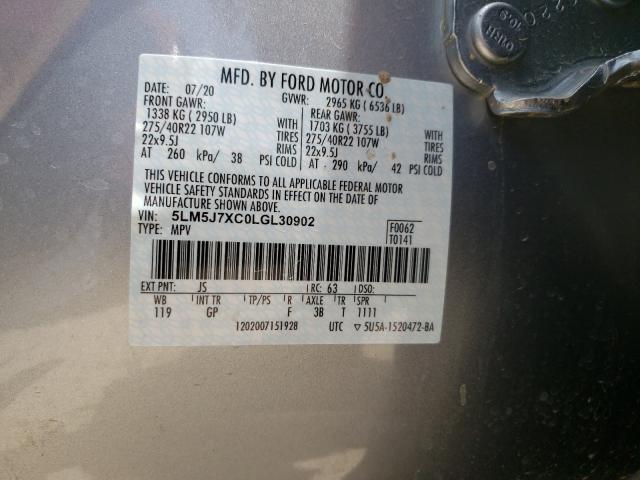 MFD. BY FORD MOTOR CO.
DATE: 07/20 GVWR: 2965 KG ( 6536 LB)
FRONT GAWR: REAR GAWR:
1338 KG ( 2950 LB) WITH 1703 KG ( 3755 LB) WITH
275/40R22 107W TIRES 275/40R22 107W TIRES
22x9.5J RIMS 22x9.5J RIMS
AT 260 kPa/ 38 PSI COLD AT 290 kPa/ 42 PSI COLD
THIS VEHICLE CONFORMS TO ALL APPLICABLE FEDERAL MOTOR
VEHICLE SAFETY STANDARDS IN EFFECT ON THE DATE OF
MANUFACTURE SHOWN ABOVE.
VIN: 5LM5J7XC0LGL30902 F0062
TYPE: MPV T0141
EXT PNT: JS RC: 63 DSO:
WB INT TR TP/PS R AXLE TR SPR
119 GP F 3B T 1111
1202007151928 UTC ▽ 5U5A-1520472-BA